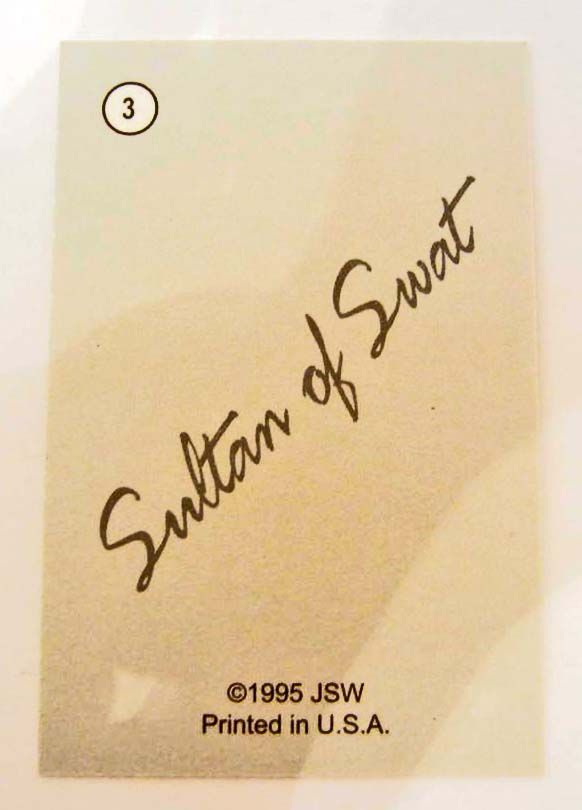 3
Sultan of Swat
©1995 JSW
Printed in U.S.A.